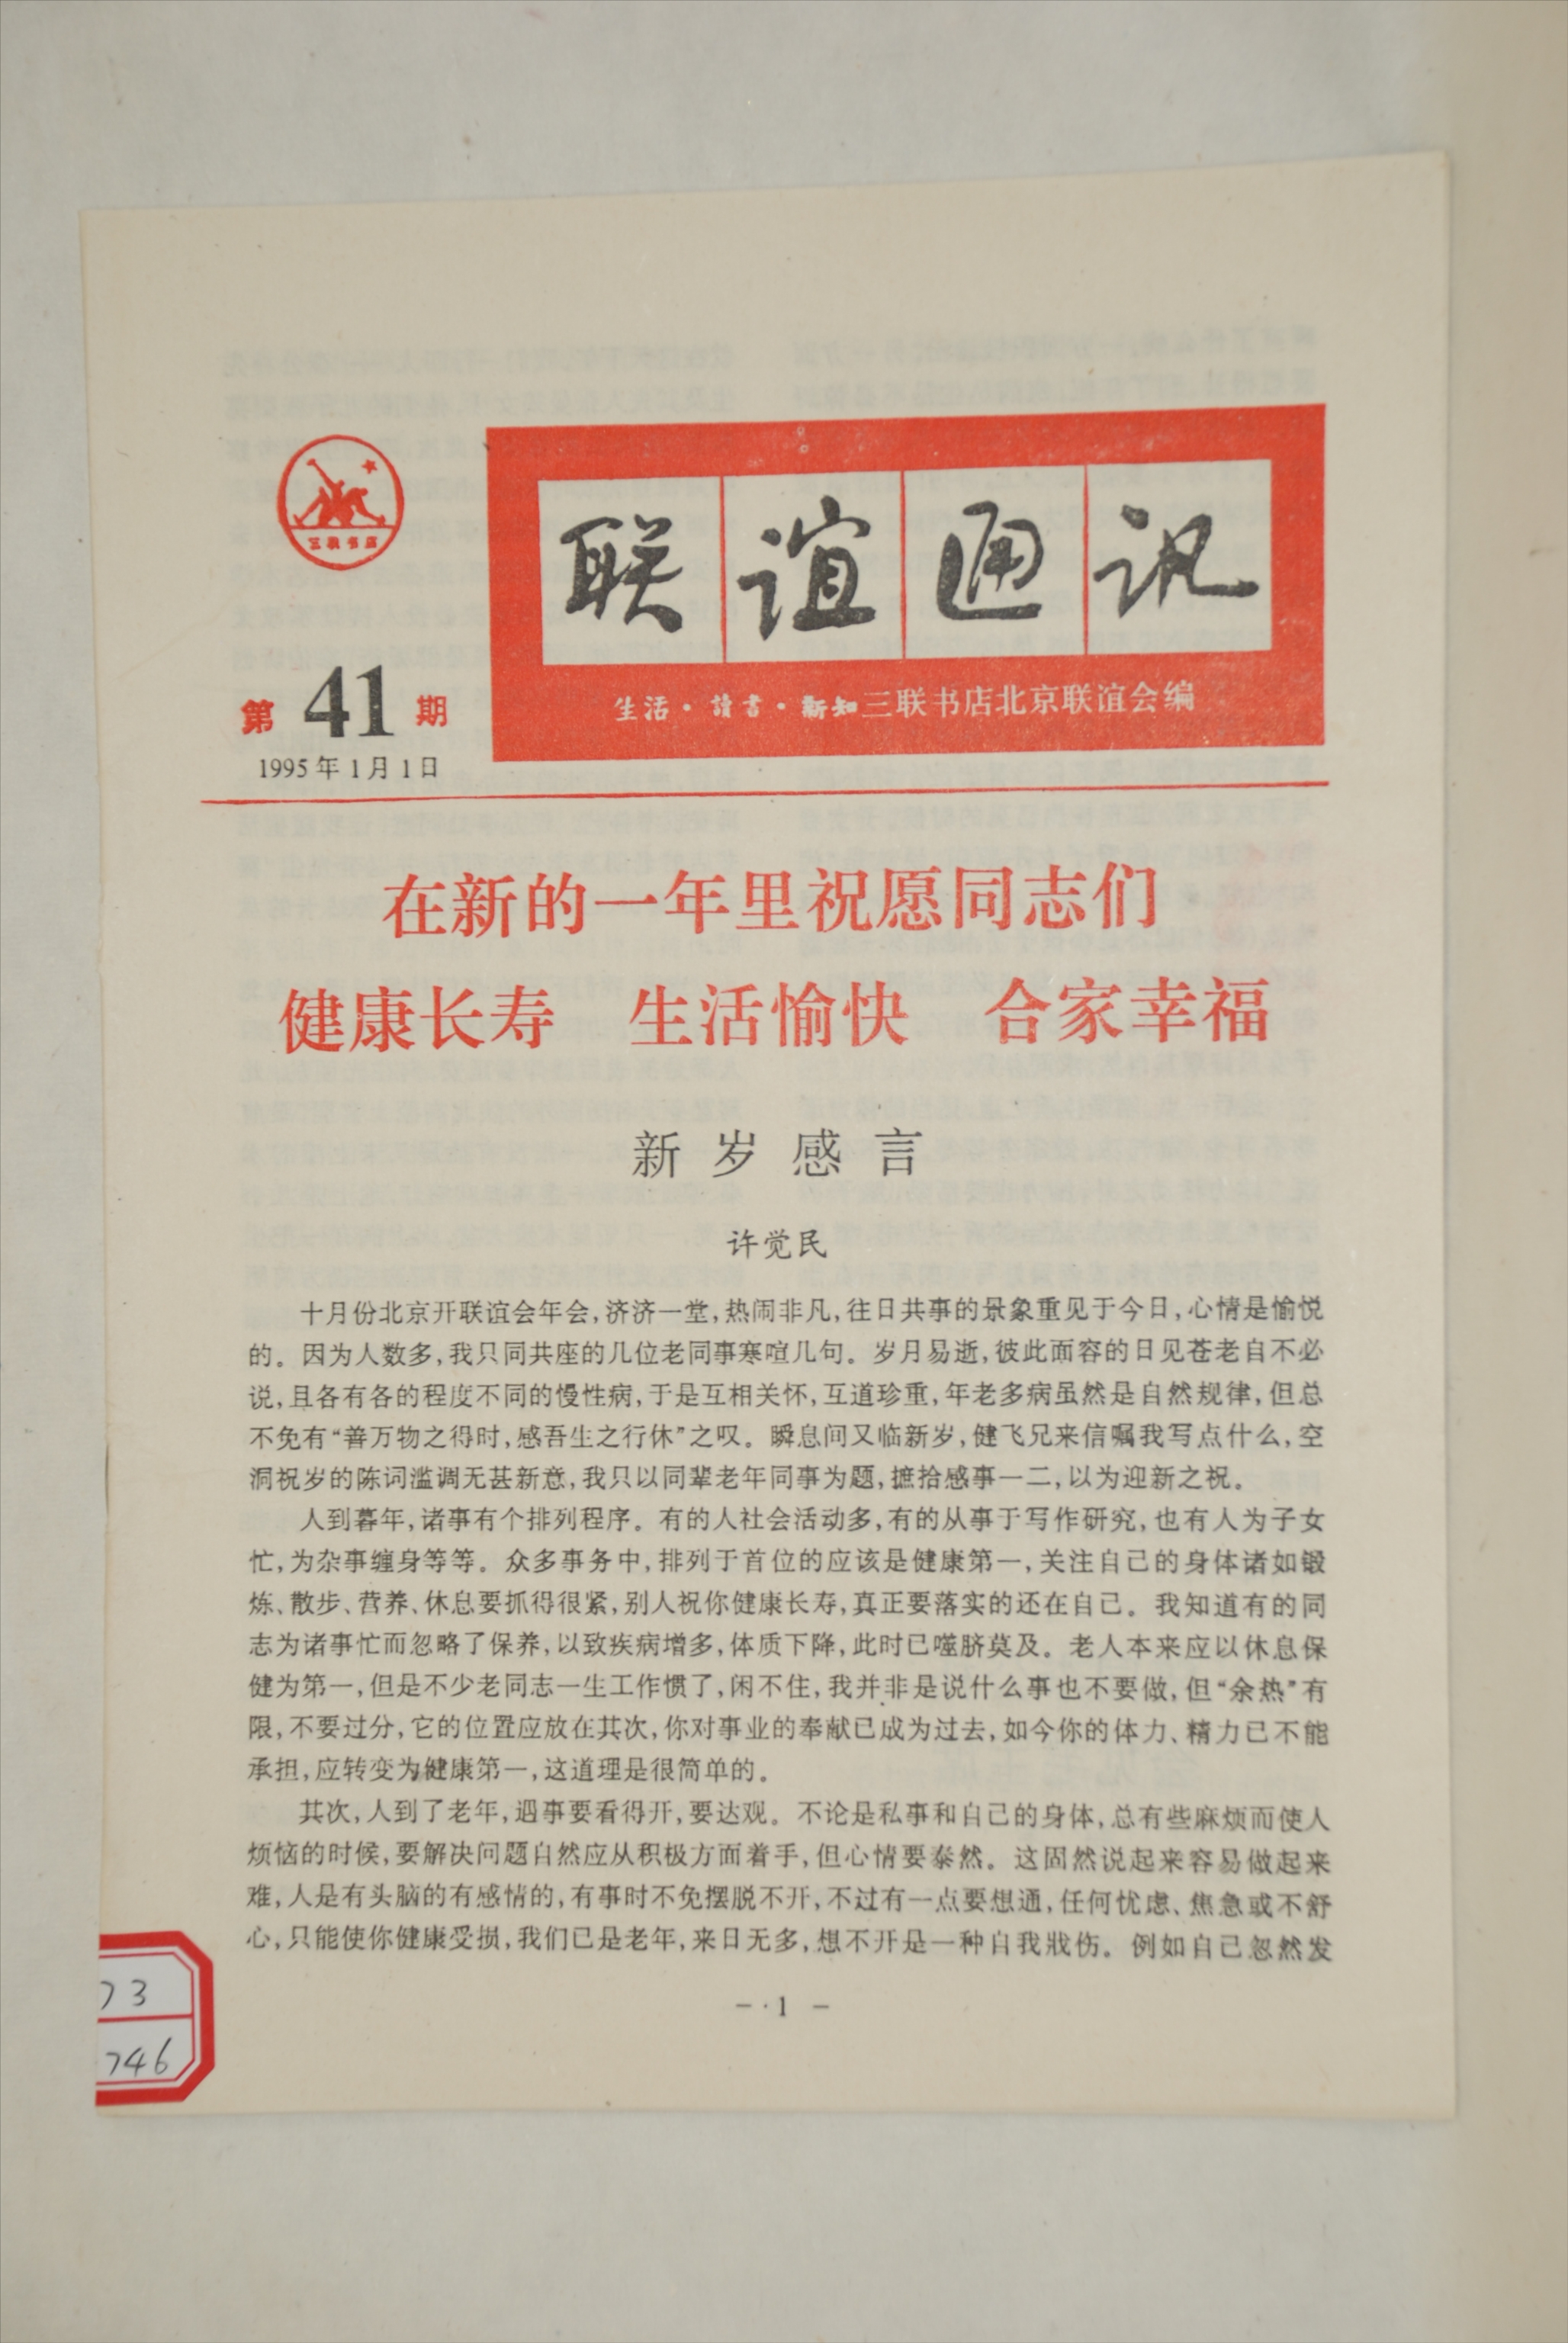 三联书店
联谊通讯
生活·读书·新知三联书店北京联谊会编
第 41 期
1995年1月1日
在新的一年里祝愿同志们
健康长寿 生活愉快 合家幸福
新岁感言
许觉民
十月份北京开联谊会年会,济济一堂,热闹非凡,往日共事的景象重见于今日,心情是愉悦
的。因为人数多,我只同共座的几位老同事寒喧几句。岁月易逝,彼此面容的日见苍老自不必
说,且各有各的程度不同的慢性病,于是互相关怀,互道珍重,年老多病虽然是自然规律,但总
不免有“善万物之得时,感吾生之行休”之叹。瞬息间又临新岁,健飞兄来信嘱我写点什么,空
洞祝岁的陈词滥调无甚新意,我只以同辈老年同事为题,摭拾感事一二,以为迎新之祝。
人到暮年,诸事有个排列程序。有的人社会活动多,有的从事于写作研究,也有人为子女
忙,为杂事缠身等等。众多事务中,排列于首位的应该是健康第一,关注自己的身体诸如锻
炼、散步、营养、休息要抓得很紧,别人祝你健康长寿,真正要落实的还在自己。我知道有的同
志为诸事忙而忽略了保养,以致疾病增多,体质下降,此时已噬脐莫及。老人本来应以休息保
健为第一,但是不少老同志一生工作惯了,闲不住,我并非是说什么事也不要做,但“余热”有
限,不要过分,它的位置应放在其次,你对事业的奉献已成为过去,如今你的体力、精力已不能
承担,应转变为健康第一,这道理是很简单的。
其次,人到了老年,遇事要看得开,要达观。不论是私事和自己的身体,总有些麻烦而使人
烦恼的时候,要解决问题自然应从积极方面着手,但心情要泰然。这固然说起来容易做起来
难,人是有头脑的有感情的,有事时不免摆脱不开,不过有一点要想通,任何忧虑、焦急或不舒
心,只能使你健康受损,我们已是老年,来日无多,想不开是一种自我戕伤。例如自己忽然发
73
746
- ·1 -